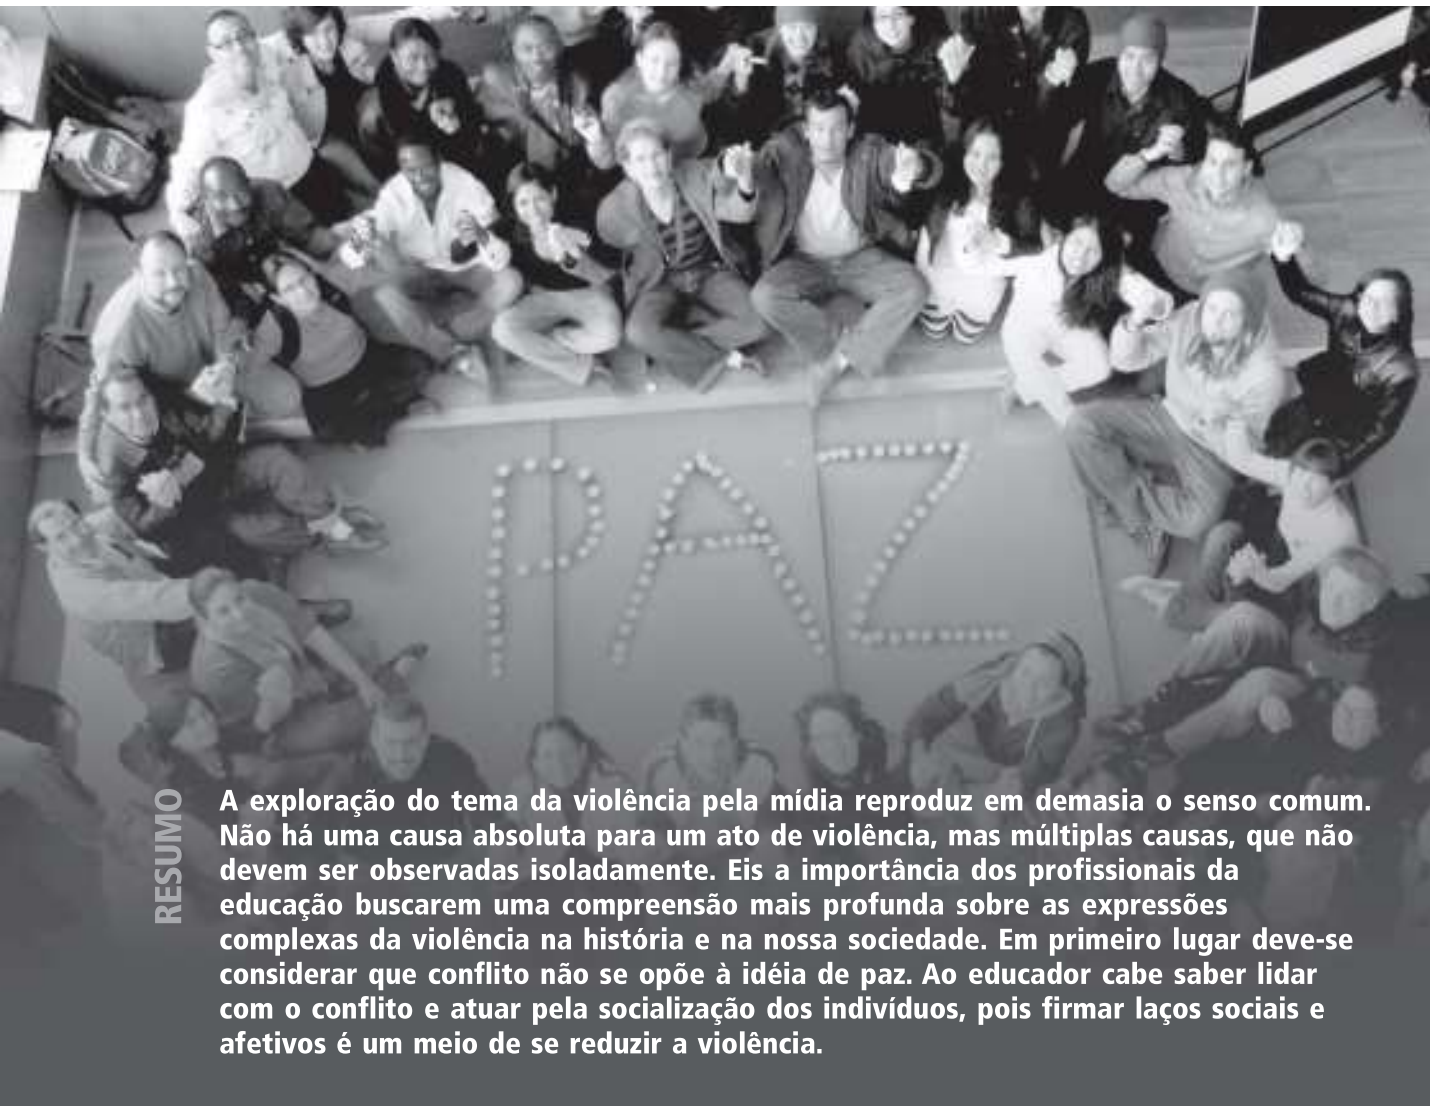 PAZ
RESUMO
A exploração do tema da violência pela mídia reproduz em demasia o senso comum.
Não há uma causa absoluta para um ato de violência, mas múltiplas causas, que não
devem ser observadas isoladamente. Eis a importância dos profissionais da
educação buscarem uma compreensão mais profunda sobre as expressões
complexas da violência na história e na nossa sociedade. Em primeiro lugar deve-se
considerar que conflito não se opõe à idéia de paz. Ao educador cabe saber lidar
com o conflito e atuar pela socialização dos indivíduos, pois firmar laços sociais e
afetivos é um meio de se reduzir a violência.